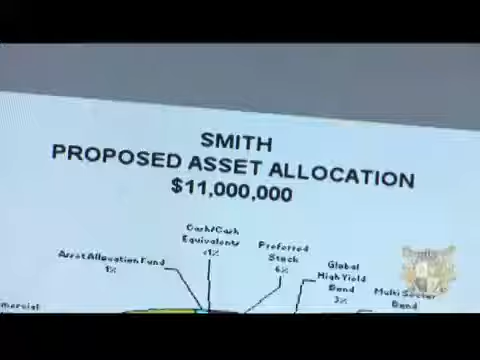 SMITH
PROPOSED ASSET ALLOCATION
$11,000,000
Cash/Cash
Equivalents
<1%
Preferred
Stock
6%
Asset Allocation Fund
1%
Global
High Yield
Bond
3%
Multi Sector
Bond